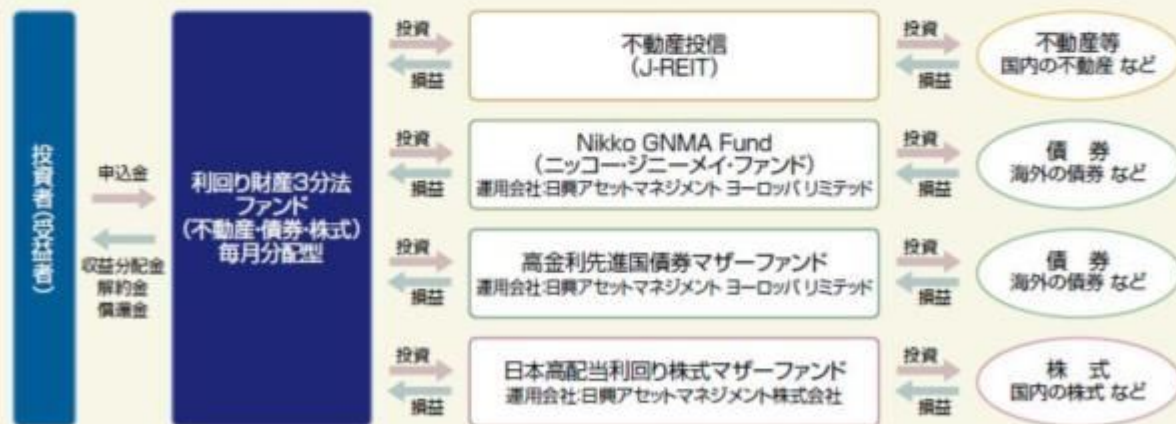 投資者(受益者)
申込金
収益分配金
解約金
償還金
利回り財産3分法
ファンド
(不動産・債券・株式)
毎月分配型
投資
損益
不動産投信
(J-REIT)
投資
損益
不動産等
国内の不動産 など
投資
損益
Nikko GNMA Fund
(ニッコー・ジニーメイ・ファンド)
運用会社:日興アセットマネジメント ヨーロッパ リミテッド
投資
損益
債 券
海外の債券 など
投資
損益
高金利先進国債券マザーファンド
運用会社:日興アセットマネジメント ヨーロッパ リミテッド
投資
損益
債 券
海外の債券 など
投資
損益
日本高配当利回り株式マザーファンド
運用会社:日興アセットマネジメント株式会社
投資
損益
株 式
国内の株式 など